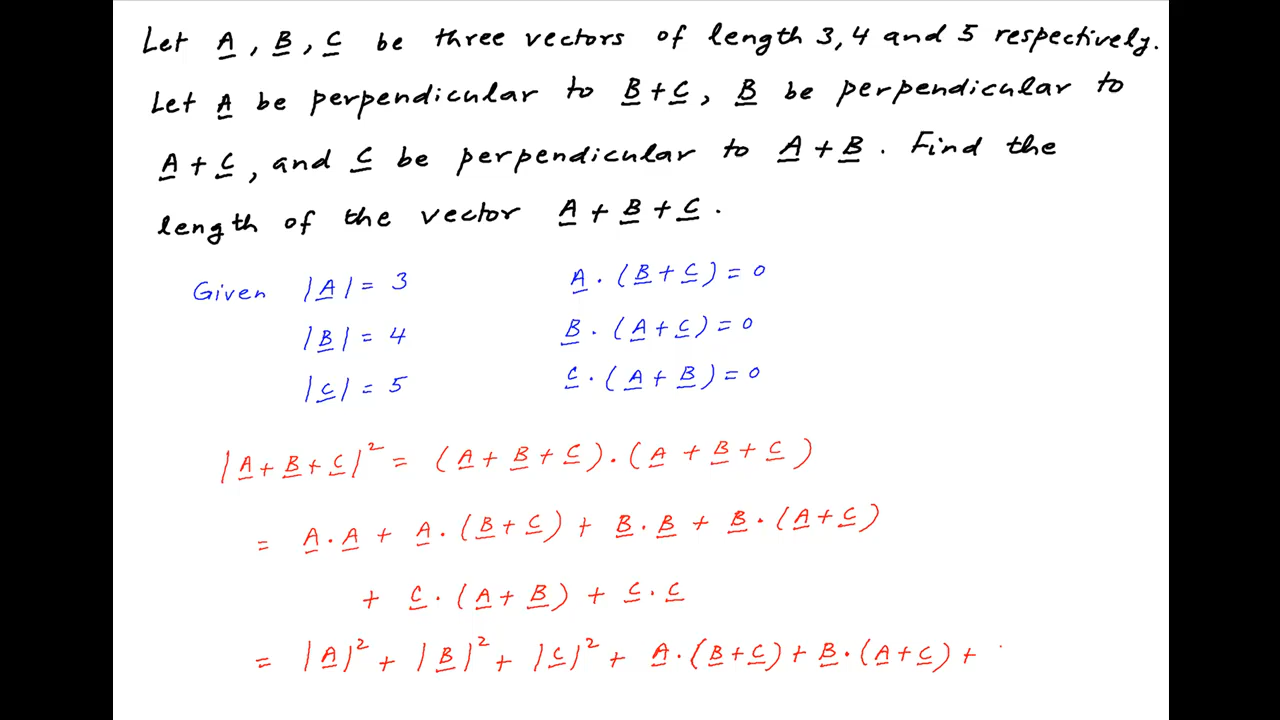 Let A, B, C be three vectors of length 3, 4 and 5 respectively.
Let A be perpendicular to B + C, B be perpendicular to
A + C, and C be perpendicular to A + B. Find the
length of the vector A + B + C.
Given |A| = 3 A · (B + C) = 0
|B| = 4 B · (A + C) = 0
|C| = 5 C · (A + B) = 0
|A + B + C|² = (A + B + C) · (A + B + C)
= A · A + A · (B + C) + B · B + B · (A + C)
+ C · (A + B) + C · C
= |A|² + |B|² + |C|² + A · (B + C) + B · (A + C) +